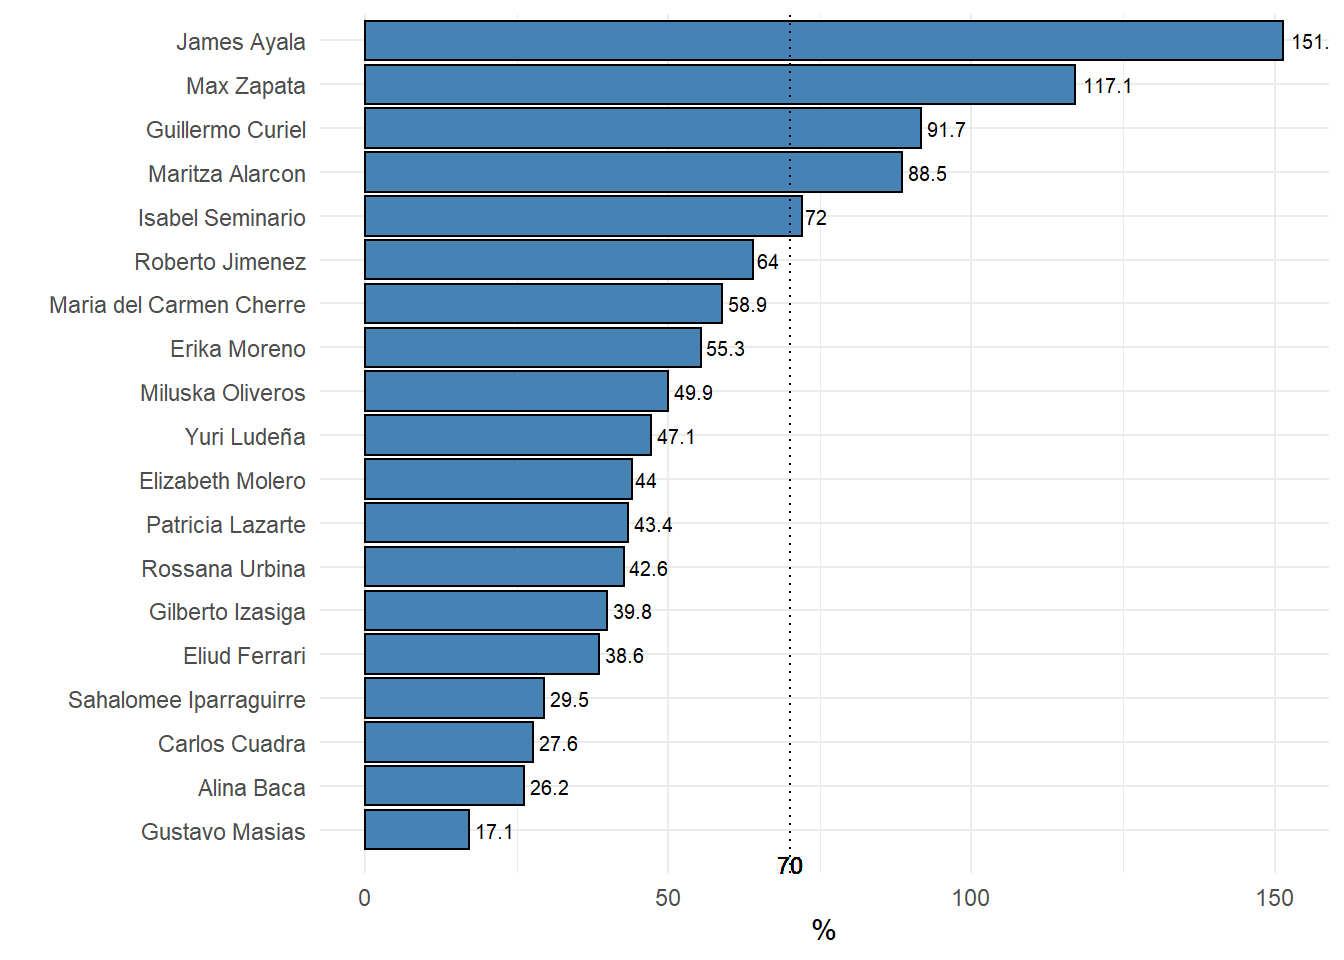 James Ayala 151.
Max Zapata 117.1
Guillermo Curiel 91.7
Maritza Alarcon 88.5
Isabel Seminario 72
Roberto Jimenez 64
Maria del Carmen Cherre 58.9
Erika Moreno 55.3
Miluska Oliveros 49.9
Yuri Ludeña 47.1
Elizabeth Molero 44
Patricia Lazarte 43.4
Rossana Urbina 42.6
Gilberto Izasiga 39.8
Eliud Ferrari 38.6
Sahalomee Iparraguirre 29.5
Carlos Cuadra 27.6
Alina Baca 26.2
Gustavo Masias 17.1
70
0 50 100 150
%